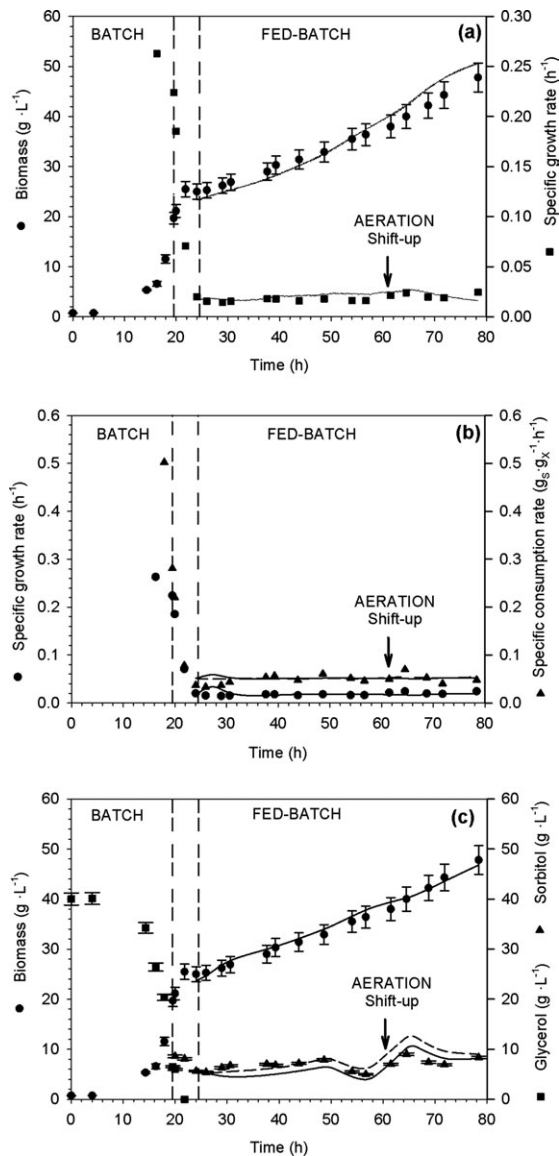 60
50
40
30
20
10
0
BATCH
FED-BATCH
(a)
0.30
0.25
0.20
0.15
0.10
0.05
0.00
Biomass (g ·L⁻¹)
Specific growth rate (h⁻¹)
AERATION
Shift-up
0 10 20 30 40 50 60 70 80
Time (h)
0.6
0.5
0.4
0.3
0.2
0.1
0.0
BATCH
FED-BATCH
(b)
0.6
0.5
0.4
0.3
0.2
0.1
0.0
Specific growth rate (h⁻¹)
Specific consumption rate (gₛ·gₓ⁻¹·h⁻¹)
AERATION
Shift-up
0 10 20 30 40 50 60 70 80
Time (h)
60
50
40
30
20
10
0
BATCH
FED-BATCH
(c)
60
50
40
30
20
10
0
Biomass (g ·L⁻¹)
Sorbitol (g ·L⁻¹)
Glycerol (g ·L⁻¹)
AERATION
Shift-up
0 10 20 30 40 50 60 70 80
Time (h)